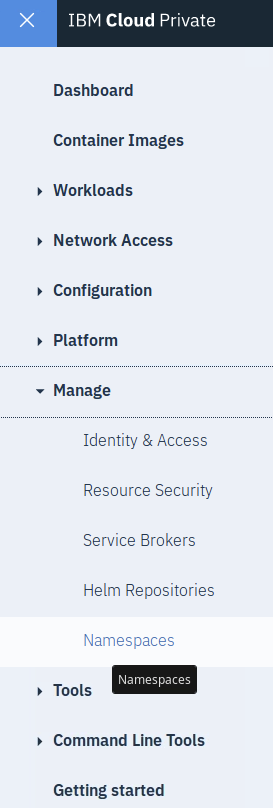 IBM Cloud Private
Dashboard
Container Images
Workloads
Network Access
Configuration
Platform
Manage
Identity & Access
Resource Security
Service Brokers
Helm Repositories
Namespaces
Namespaces
Tools
Command Line Tools
Getting started